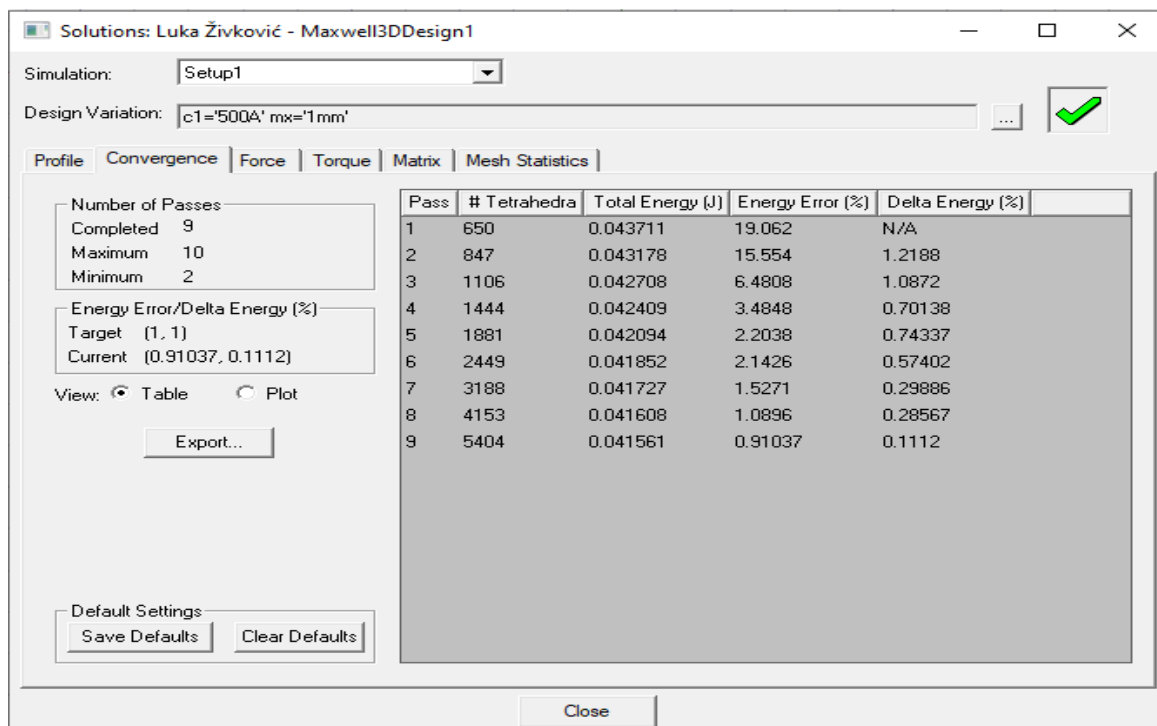 Solutions: Luka Živković - Maxwell3DDesign1
Simulation: Setup1
Design Variation: c1='500A' mx='1mm' ...
Profile Convergence Force Torque Matrix Mesh Statistics
Number of Passes
Completed 9
Maximum 10
Minimum 2
Energy Error/Delta Energy (%)
Target (1, 1)
Current (0.91037, 0.1112)
View: Table Plot
Export...
Default Settings
Save Defaults Clear Defaults
Pass # Tetrahedra Total Energy (J) Energy Error (%) Delta Energy (%)
1 650 0.043711 19.062 N/A
2 847 0.043178 15.554 1.2188
3 1106 0.042708 6.4808 1.0872
4 1444 0.042409 3.4848 0.70138
5 1881 0.042094 2.2038 0.74337
6 2449 0.041852 2.1426 0.57402
7 3188 0.041727 1.5271 0.29886
8 4153 0.041608 1.0896 0.28567
9 5404 0.041561 0.91037 0.1112
Close